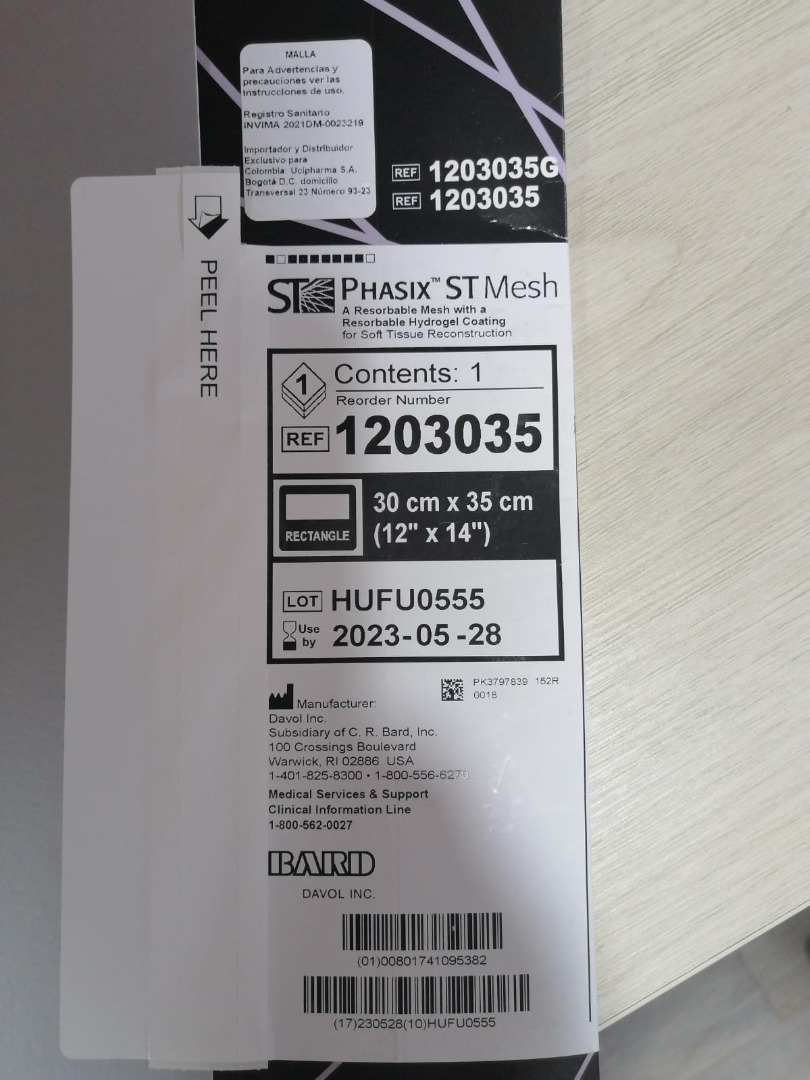 MALLA
Para Advertencias y
precauciones ver las
instrucciones de uso.
Registro Sanitario
INVIMA 2021DM-0023219
Importador y Distribuidor
Exclusivo para
Colombia: Ucipharma S.A.
Bogotá D.C. domicilio
Transversal 23 Número 93-23
REF 1203035G
REF 1203035
PEEL HERE
ST PHASIX™ ST Mesh
A Resorbable Mesh with a
Resorbable Hydrogel Coating
for Soft Tissue Reconstruction
1 Contents: 1
Reorder Number
REF 1203035
RECTANGLE
30 cm x 35 cm
(12" x 14")
LOT HUFU0555
Use by 2023-05-28
PK3797839 152R
0018
Manufacturer:
Davol Inc.
Subsidiary of C. R. Bard, Inc.
100 Crossings Boulevard
Warwick, RI 02886 USA
1-401-825-8300 • 1-800-556-6275
Medical Services & Support
Clinical Information Line
1-800-562-0027
BARD
DAVOL INC.
(01)00801741095382
(17)230528(10)HUFU0555